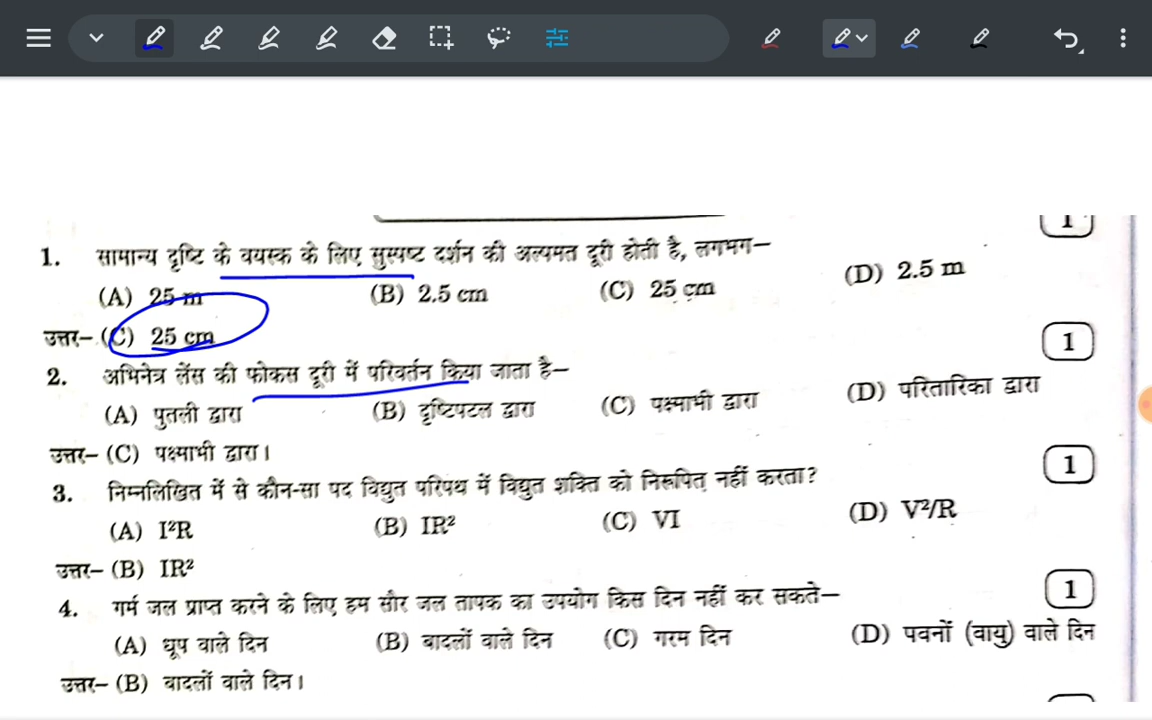 1
1. सामान्य दृष्टि के वयस्क के लिए सुस्पष्ट दर्शन की अल्पमत दूरी होती है, लगभग—
(A) 25 m (B) 2.5 cm (C) 25 cm (D) 2.5 m
उत्तर– (C) 25 cm
1
2. अभिनेत्र लेंस की फोकस दूरी में परिवर्तन किया जाता है—
(A) पुतली द्वारा (B) दृष्टिपटल द्वारा (C) पक्ष्माभी द्वारा (D) परितारिका द्वारा
उत्तर– (C) पक्ष्माभी द्वारा।
1
3. निम्नलिखित में से कौन-सा पद विद्युत परिपथ में विद्युत शक्ति को निरूपित् नहीं करता?
(A) I²R (B) IR² (C) VI (D) V²/R
उत्तर– (B) IR²
1
4. गर्म जल प्राप्त करने के लिए हम सौर जल तापक का उपयोग किस दिन नहीं कर सकते—
(A) धूप वाले दिन (B) बादलों वाले दिन (C) गरम दिन (D) पवनों (वायु) वाले दिन
उत्तर– (B) बादलों वाले दिन।